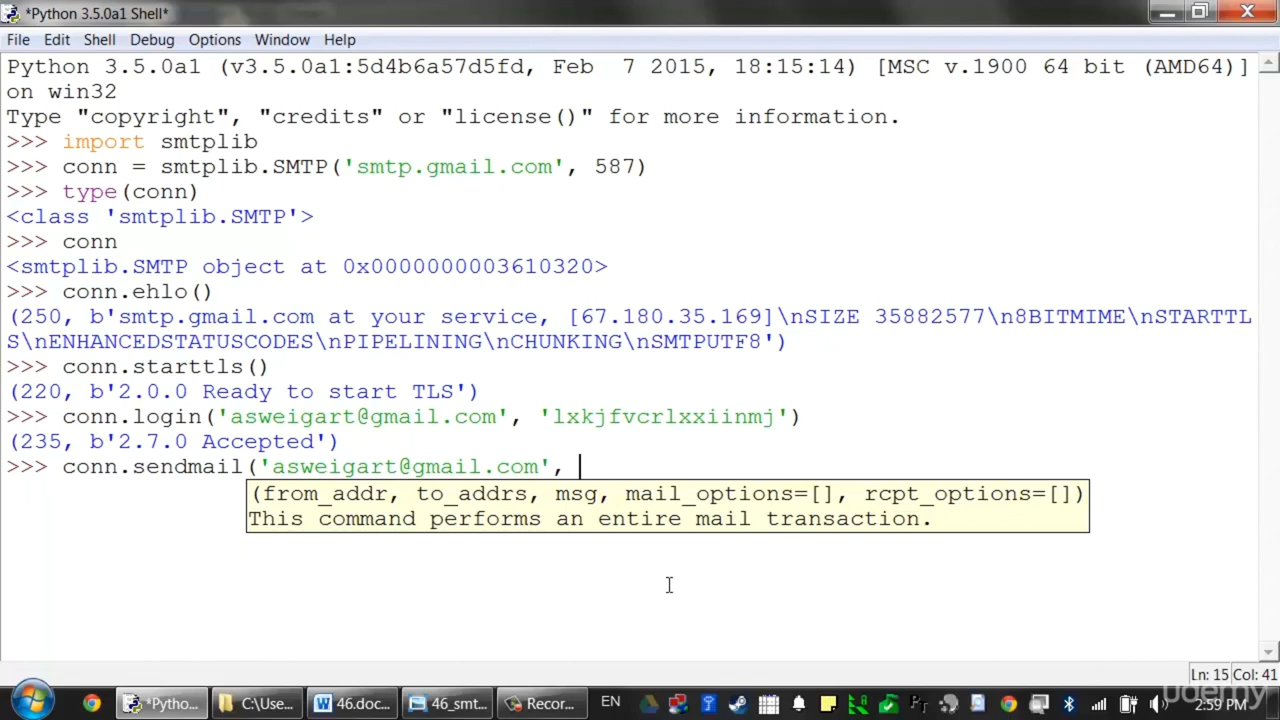 *Python 3.5.0a1 Shell*
File Edit Shell Debug Options Window Help
Python 3.5.0a1 (v3.5.0a1:5d4b6a57d5fd, Feb  7 2015, 18:15:14) [MSC v.1900 64 bit (AMD64)]
on win32
Type "copyright", "credits" or "license()" for more information.
>>> import smtplib
>>> conn = smtplib.SMTP('smtp.gmail.com', 587)
>>> type(conn)
<class 'smtplib.SMTP'>
>>> conn
<smtplib.SMTP object at 0x0000000003610320>
>>> conn.ehlo()
(250, b'smtp.gmail.com at your service, [67.180.35.169]\nSIZE 35882577\n8BITMIME\nSTARTTL
S\nENHANCEDSTATUSCODES\nPIPELINING\nCHUNKING\nSMTPUTF8')
>>> conn.starttls()
(220, b'2.0.0 Ready to start TLS')
>>> conn.login('asweigart@gmail.com', 'lxkjfvcrlxxiinmj')
(235, b'2.7.0 Accepted')
>>> conn.sendmail('asweigart@gmail.com',
(from_addr, to_addrs, msg, mail_options=[], rcpt_options=[])
This command performs an entire mail transaction.
Ln: 15 Col: 41
*Pytho... C:\Use... 46.doc... 46_smt... Recor... EN 2:59 PM
udemy